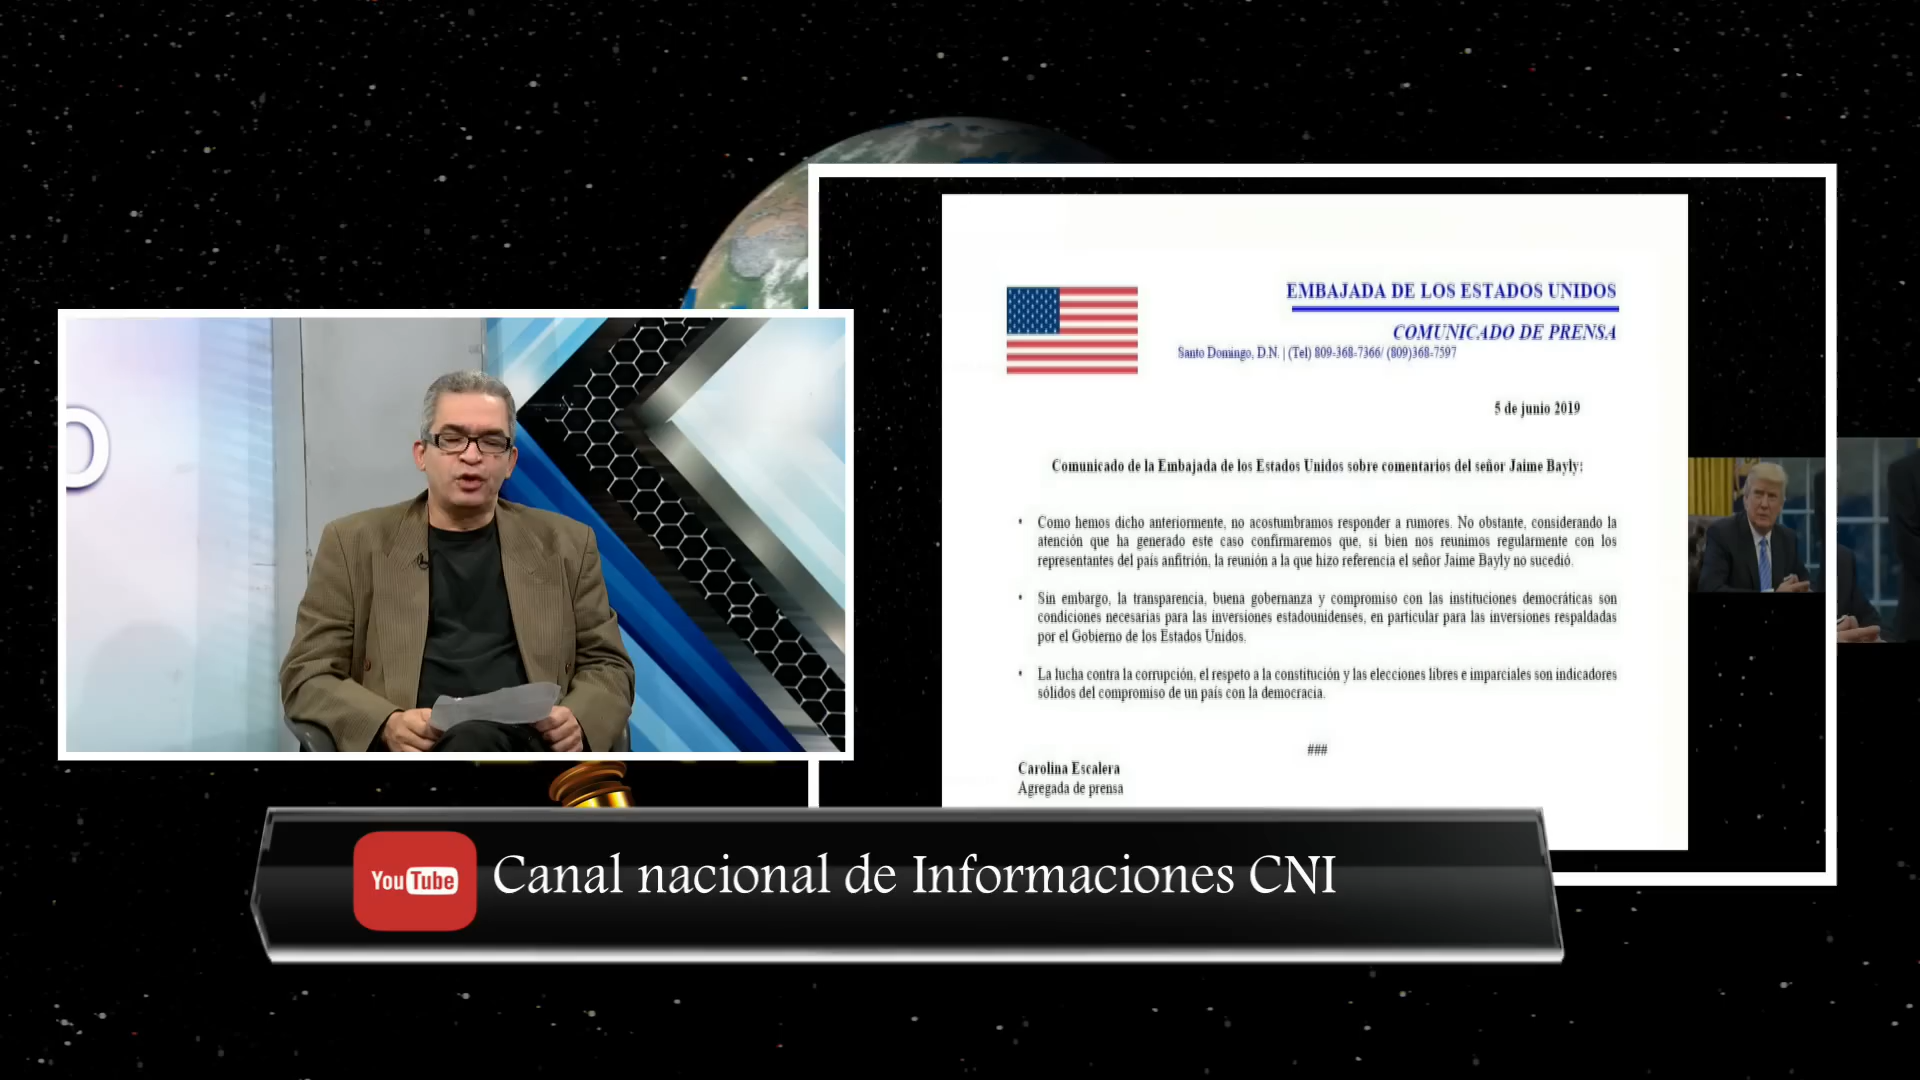 EMBAJADA DE LOS ESTADOS UNIDOS
COMUNICADO DE PRENSA
Santo Domingo, D.N. | (Tel) 809-368-7366/ (809)368-7597
5 de junio 2019
Comunicado de la Embajada de los Estados Unidos sobre comentarios del señor Jaime Bayly:
• Como hemos dicho anteriormente, no acostumbramos responder a rumores. No obstante, considerando la
atención que ha generado este caso confirmaremos que, si bien nos reunimos regularmente con los
representantes del país anfitrión, la reunión a la que hizo referencia el señor Jaime Bayly no sucedió.
• Sin embargo, la transparencia, buena gobernanza y compromiso con las instituciones democráticas son
condiciones necesarias para las inversiones estadounidenses, en particular para las inversiones respaldadas
por el Gobierno de los Estados Unidos.
• La lucha contra la corrupción, el respeto a la constitución y las elecciones libres e imparciales son indicadores
sólidos del compromiso de un país con la democracia.
###
Carolina Escalera
Agregada de prensa
O
YouTube
Canal nacional de Informaciones CNI